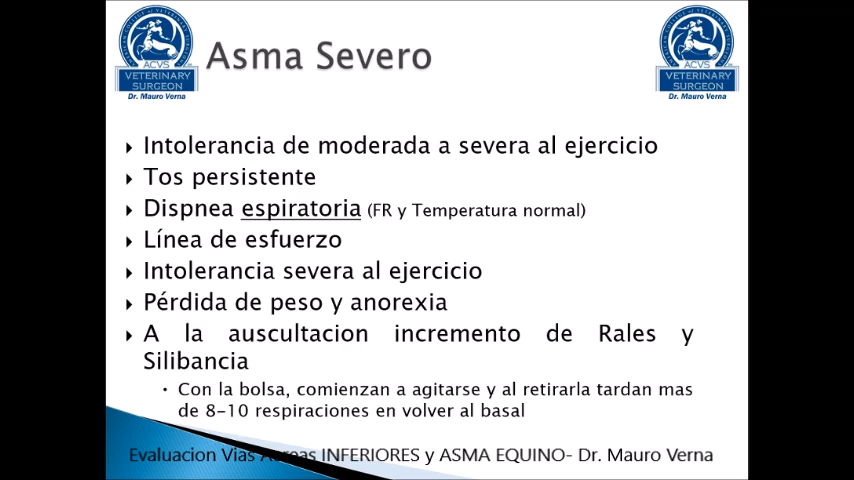 Asma Severo
ACVS
VETERINARY
SURGEON
Dr. Mauro Verna
ACVS
VETERINARY
SURGEON
Dr. Mauro Verna
Intolerancia de moderada a severa al ejercicio
Tos persistente
Dispnea espiratoria (FR y Temperatura normal)
Línea de esfuerzo
Intolerancia severa al ejercicio
Pérdida de peso y anorexia
A la auscultacion incremento de Rales y
Silibancia
Con la bolsa, comienzan a agitarse y al retirarla tardan mas
de 8-10 respiraciones en volver al basal
Evaluacion Vias Aereas INFERIORES y ASMA EQUINO- Dr. Mauro Verna